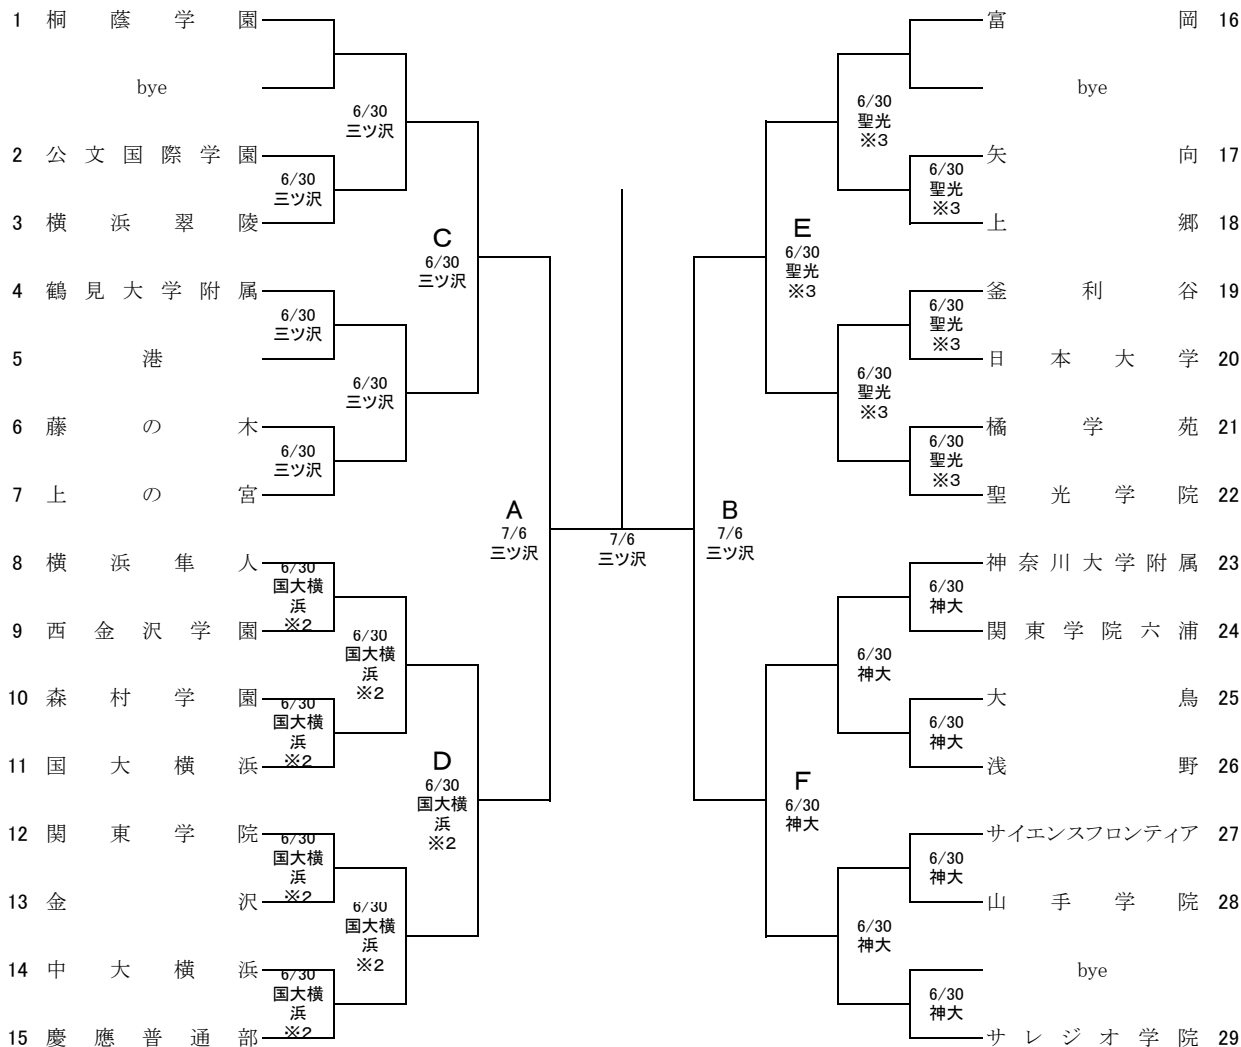 1 桐蔭学園
bye
2 公文国際学園
3 横浜翠陵
4 鶴見大学附属
5 港
6 藤の木
7 上の宮
8 横浜隼人
9 西金沢学園
10 森村学園
11 国大横浜
12 関東学院
13 金沢
14 中大横浜
15 慶應普通部
6/30
三ツ沢
6/30
三ツ沢
6/30
三ツ沢
6/30
国大横
浜
※2
6/30
国大横
浜
※2
6/30
国大横
浜
※2
6/30
国大横
浜
※2
6/30
三ツ沢
6/30
三ツ沢
6/30
国大横
浜
※2
6/30
国大横
浜
※2
C
6/30
三ツ沢
D
6/30
国大横
浜
※2
A
7/6
三ツ沢
7/6
三ツ沢
B
7/6
三ツ沢
E
6/30
聖光
※3
F
6/30
神大
6/30
聖光
※3
6/30
聖光
※3
6/30
神大
6/30
神大
6/30
聖光
※3
6/30
聖光
※3
6/30
聖光
※3
6/30
神大
6/30
神大
6/30
神大
6/30
神大
富岡 16
bye
矢向 17
上郷 18
釜利谷 19
日本大学 20
橘学苑 21
聖光学院 22
神奈川大学附属 23
関東学院六浦 24
大鳥 25
浅野 26
サイエンスフロンティア 27
山手学院 28
bye
サレジオ学院 29